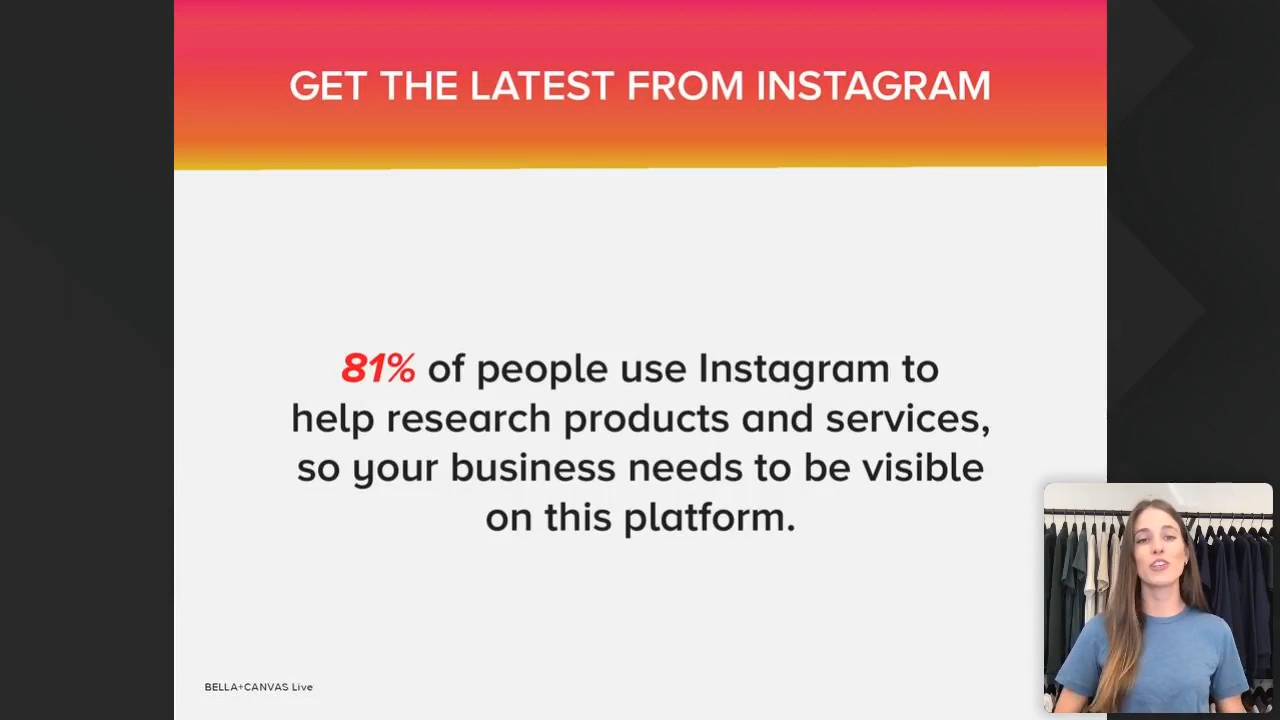 GET THE LATEST FROM INSTAGRAM
81% of people use Instagram to
help research products and services,
so your business needs to be visible
on this platform.
BELLA+CANVAS Live